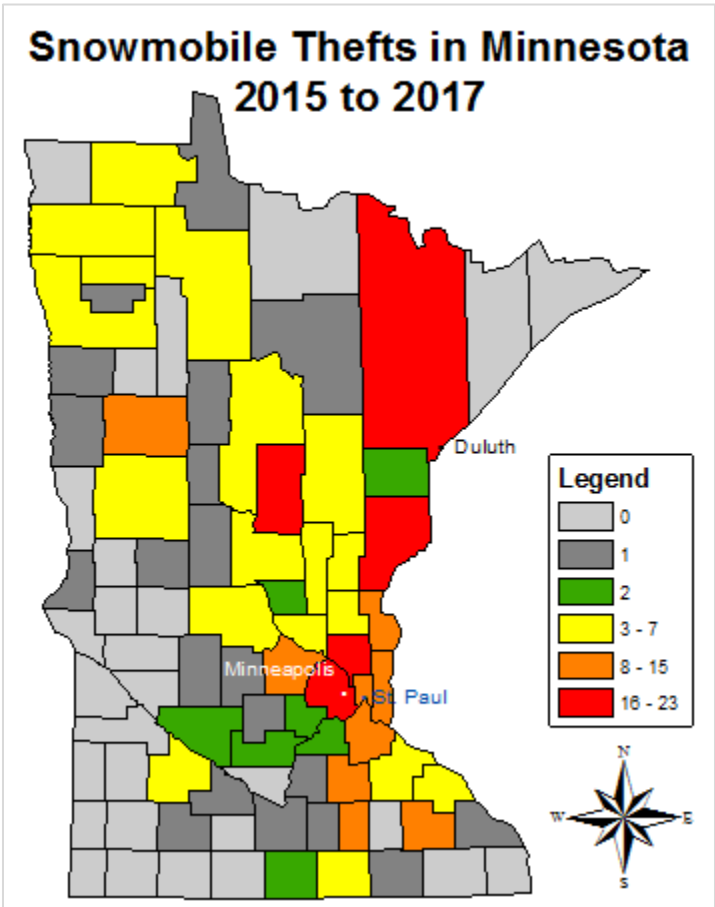 Snowmobile Thefts in Minnesota
2015 to 2017
Duluth
Legend
0
1
2
3 - 7
8 - 15
16 - 23
Minneapolis
St. Paul
N
W
E
S